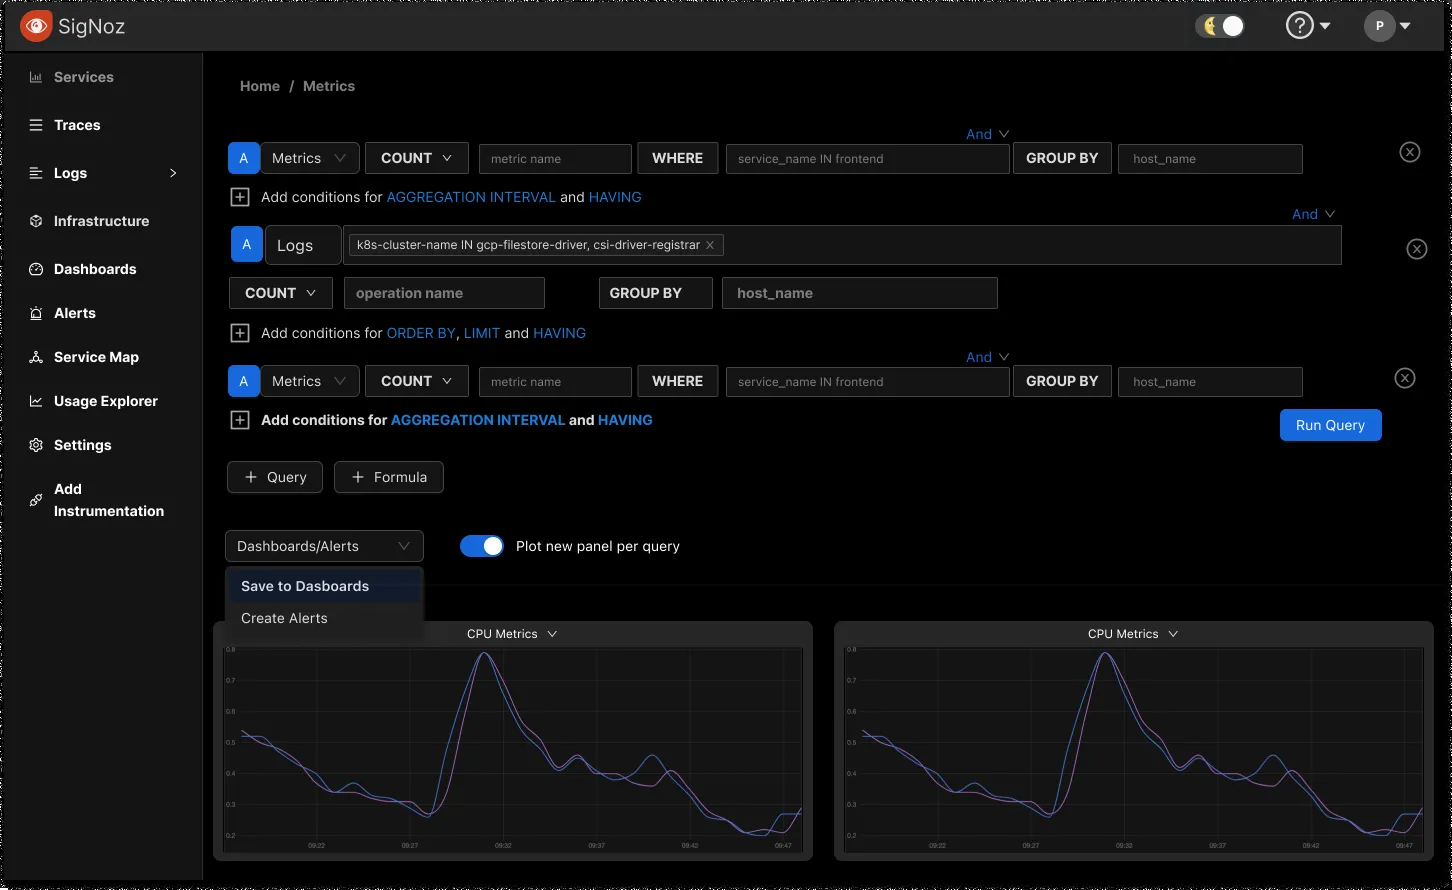 SigNoz
P
Services
Traces
Logs
Infrastructure
Dashboards
Alerts
Service Map
Usage Explorer
Settings
Add
Instrumentation
Home / Metrics
And
A Metrics COUNT metric name WHERE service_name IN frontend GROUP BY host_name
Add conditions for AGGREGATION INTERVAL and HAVING
And
A Logs k8s-cluster-name IN gcp-filestore-driver, csi-driver-registrar
COUNT operation name GROUP BY host_name
Add conditions for ORDER BY, LIMIT and HAVING
And
A Metrics COUNT metric name WHERE service_name IN frontend GROUP BY host_name
Add conditions for AGGREGATION INTERVAL and HAVING
Run Query
+ Query + Formula
Dashboards/Alerts Plot new panel per query
Save to Dasboards
Create Alerts
CPU Metrics
0.8
0.7
0.6
0.5
0.4
0.3
0.2
09:22 09:27 09:32 09:37 09:42 09:47
CPU Metrics
0.8
0.7
0.6
0.5
0.4
0.3
0.2
09:22 09:27 09:32 09:37 09:42 09:47